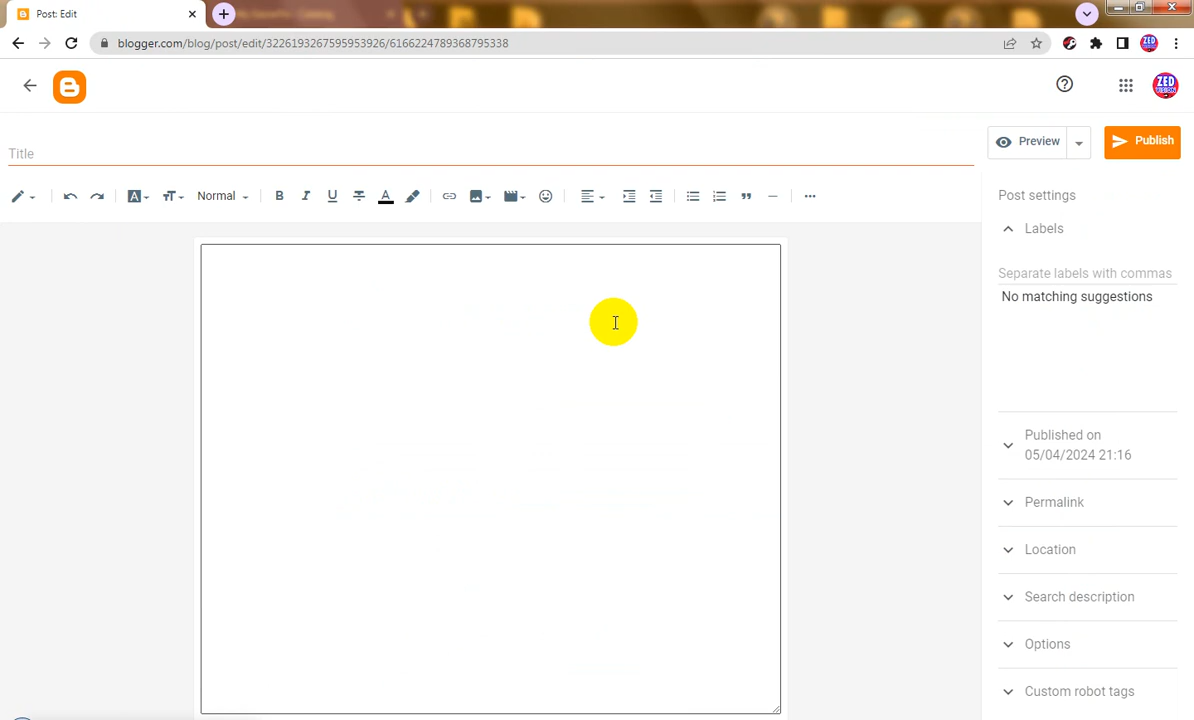 Post: Edit
blogger.com/blog/post/edit/3226193267595953926/6166224789368795338
ZED
VISION
Title
Preview
Publish
Normal
B
I
U
A
Post settings
Labels
Separate labels with commas
No matching suggestions
Published on
05/04/2024 21:16
Permalink
Location
Search description
Options
Custom robot tags